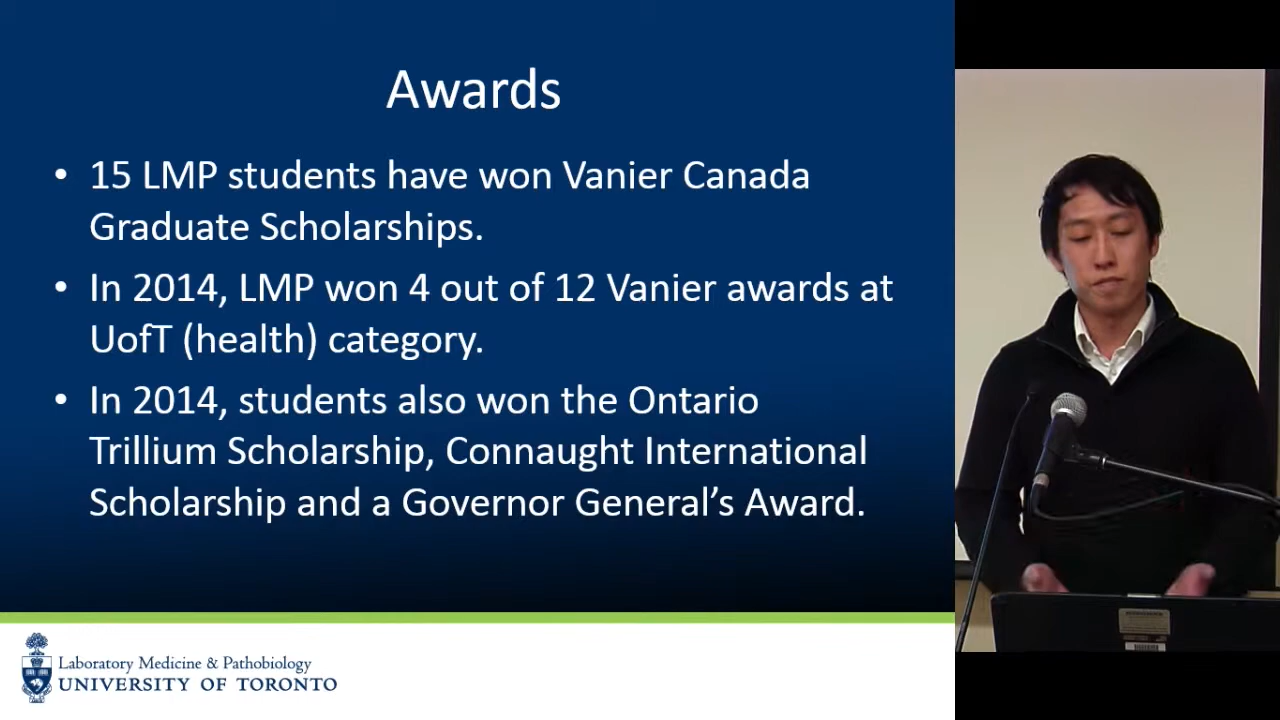 Awards
• 15 LMP students have won Vanier Canada
Graduate Scholarships.
• In 2014, LMP won 4 out of 12 Vanier awards at
UofT (health) category.
• In 2014, students also won the Ontario
Trillium Scholarship, Connaught International
Scholarship and a Governor General’s Award.
Laboratory Medicine & Pathobiology
UNIVERSITY OF TORONTO